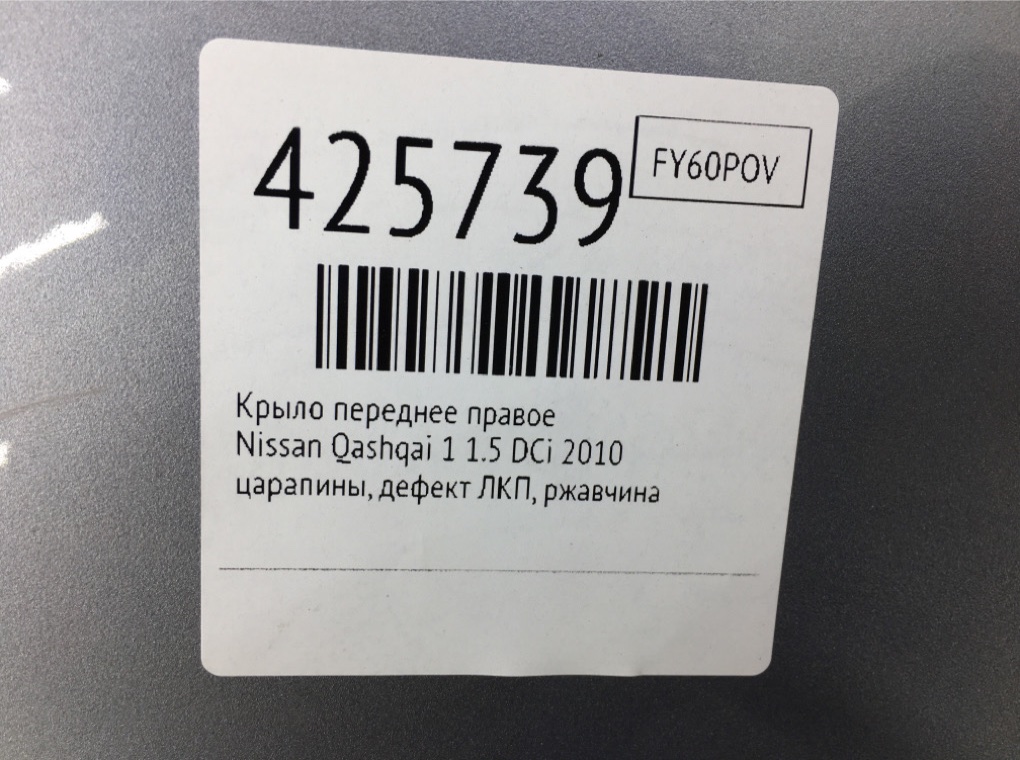 425739
FY60POV
Крыло переднее правое
Nissan Qashqai 1 1.5 DCi 2010
царапины, дефект ЛКП, ржавчина